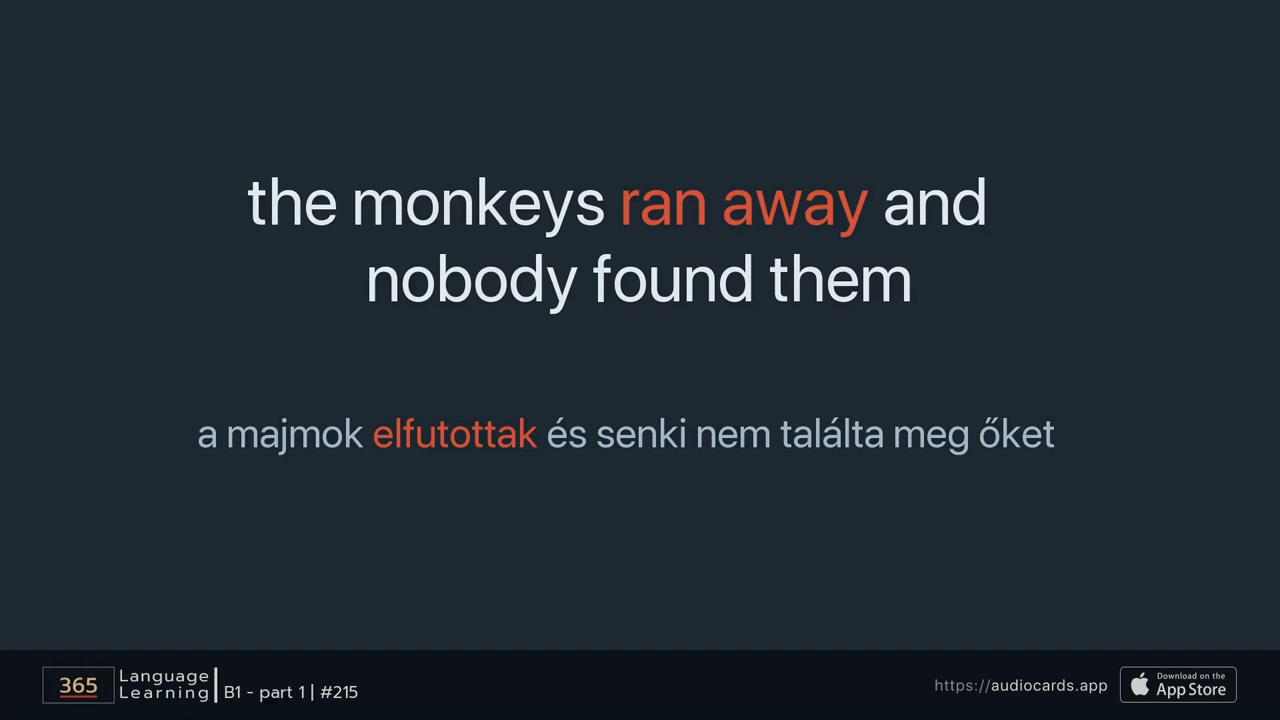 the monkeys ran away and
nobody found them
a majmok elfutottak és senki nem találta meg őket
365
Language
Learning
B1 - part 1 | #215
https://audiocards.app
Download on the
App Store